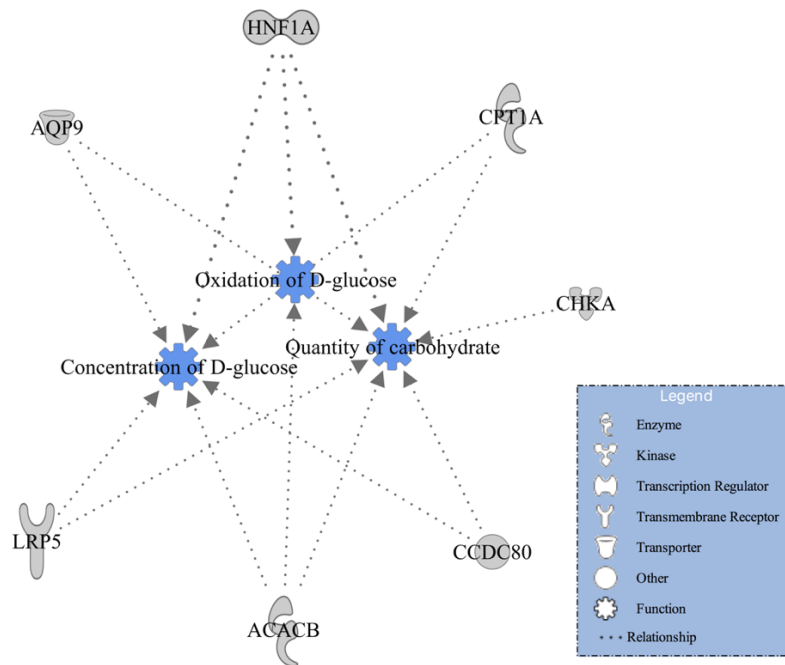 HNF1A
CPT1A
AQP9
Oxidation of D-glucose
CHKA
Quantity of carbohydrate
Concentration of D-glucose
LRP5
CCDC80
ACACB
Legend
Enzyme
Kinase
Transcription Regulator
Transmembrane Receptor
Transporter
Other
Function
Relationship